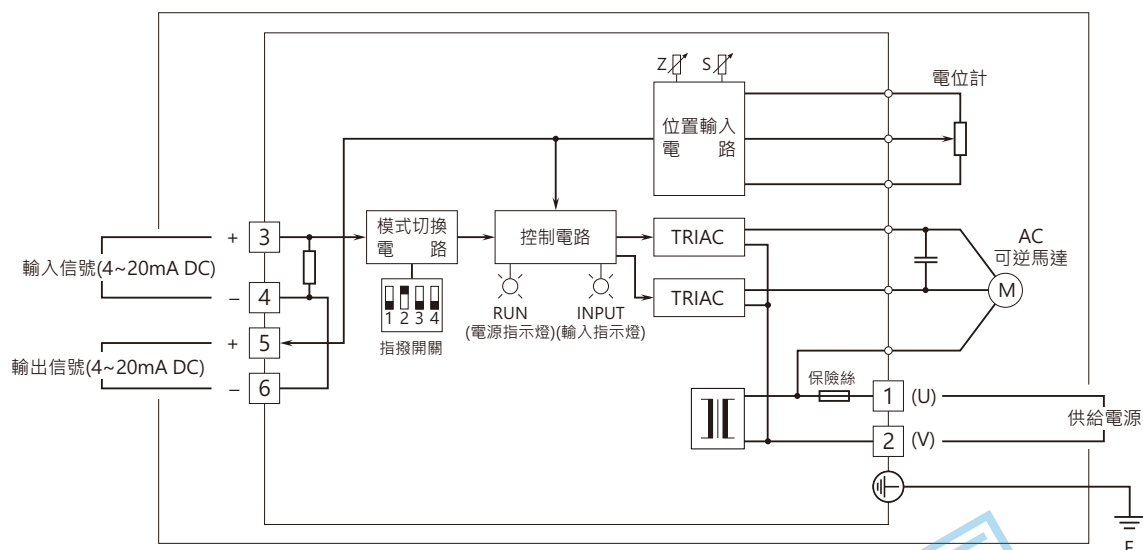 Z S
電位計
位置輸入
電 路
+ 3
模式切換
電 路
控制電路
TRIAC
AC
可逆馬達
輸入信號(4~20mA DC)
M
− 4
TRIAC
1 2 3 4
RUN
(電源指示燈)
INPUT
(輸入指示燈)
指撥開關
+ 5
輸出信號(4~20mA DC)
− 6
保險絲
1 (U)
供給電源
2 (V)
E